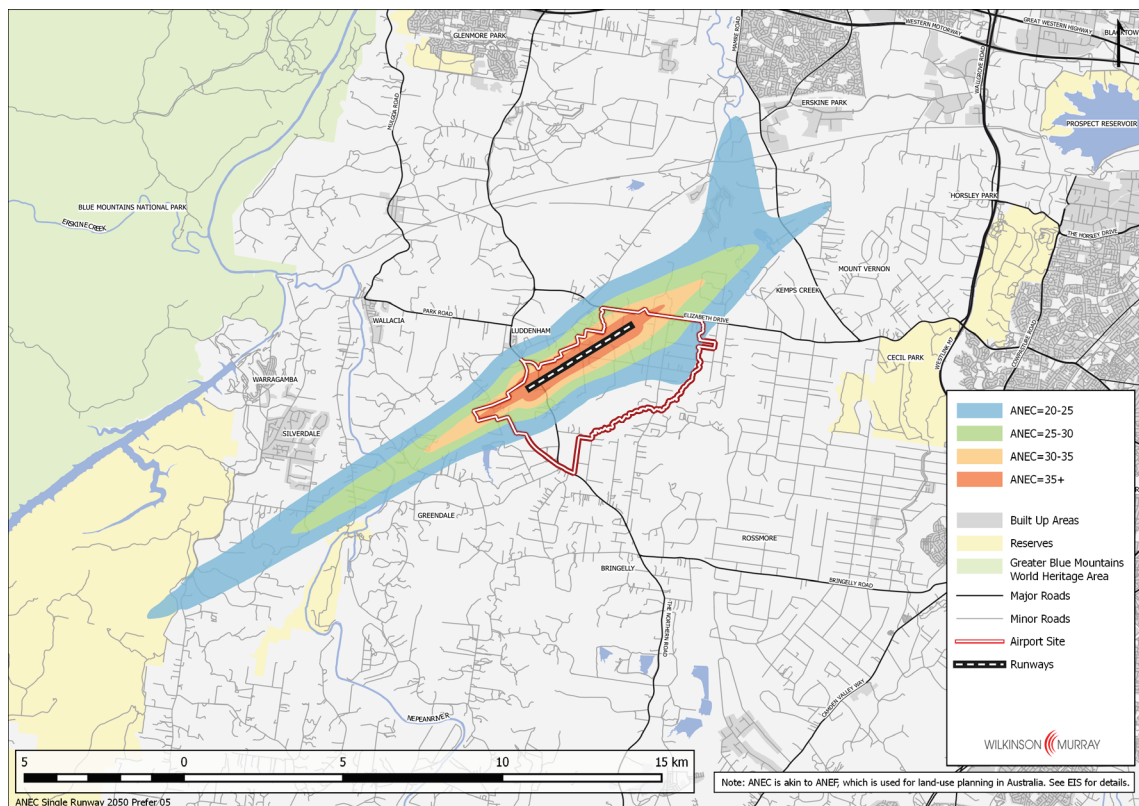 GLENMORE PARK
MAMRE ROAD
WESTERN MOTORWAY
GREAT WESTERN HIGHWAY
BLACKTOW
WALLGROVE ROAD
MULGOA ROAD
ERSKINE PARK
PROSPECT RESERVOIR
BLUE MOUNTAINS NATIONAL PARK
ERSKINE CREEK
HORSLEY PARK
THE HORSLEY DRIVE
MOUNT VERNON
KEMPS CREEK
PARK ROAD
WALLACIA
LUDDENHAM
ELIZABETH DRIVE
CECIL PARK
WESTLINK M7
COWPASTURE ROAD
WARRAGAMBA
SILVERDALE
GREENDALE
ROSSMORE
BRINGELLY
BRINGELLY ROAD
THE NORTHERN ROAD
CAMDEN VALLEY WAY
NEPEANRIVER
ANEC=20-25
ANEC=25-30
ANEC=30-35
ANEC=35+
Built Up Areas
Reserves
Greater Blue Mountains
World Heritage Area
Major Roads
Minor Roads
Airport Site
Runways
WILKINSON MURRAY
5 0 5 10 15 km
Note: ANEC is akin to ANEF, which is used for land-use planning in Australia. See EIS for details.
ANEC Single Runway 2050 Prefer 05